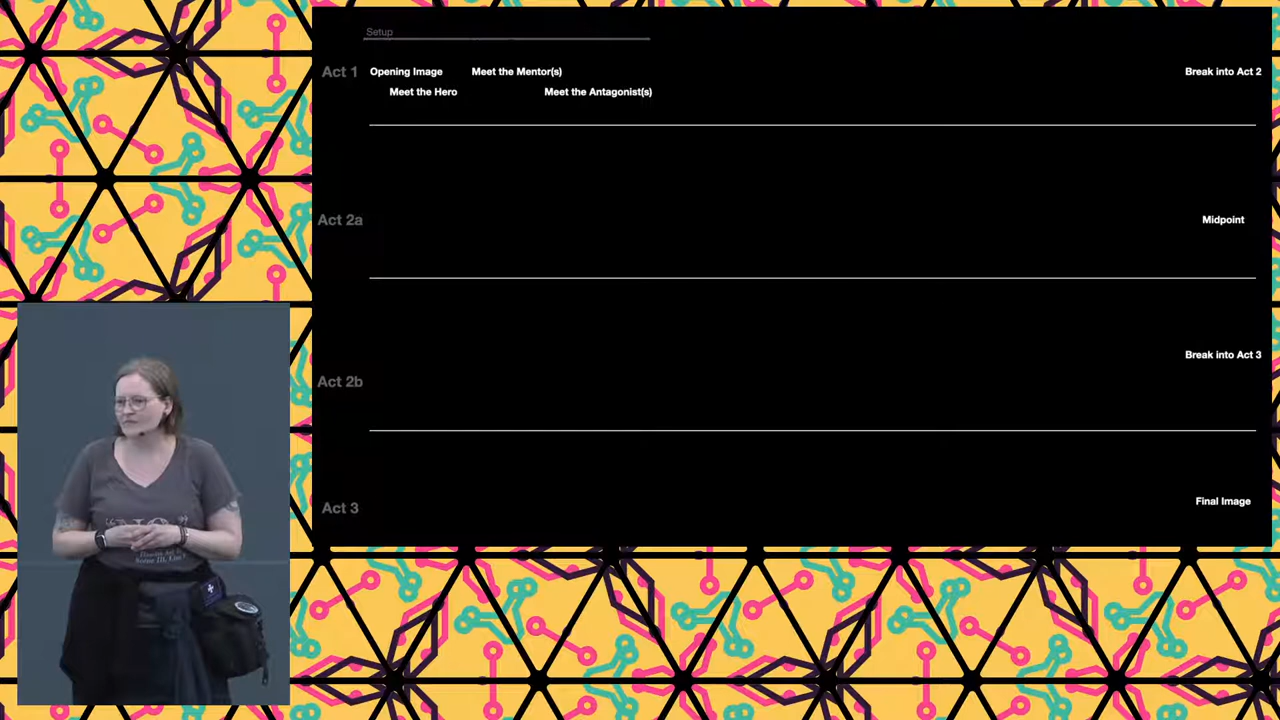 Setup
Act 1
Opening Image
Meet the Mentor(s)
Break into Act 2
Meet the Hero
Meet the Antagonist(s)
Act 2a
Midpoint
Break into Act 3
Act 2b
Final Image
Act 3